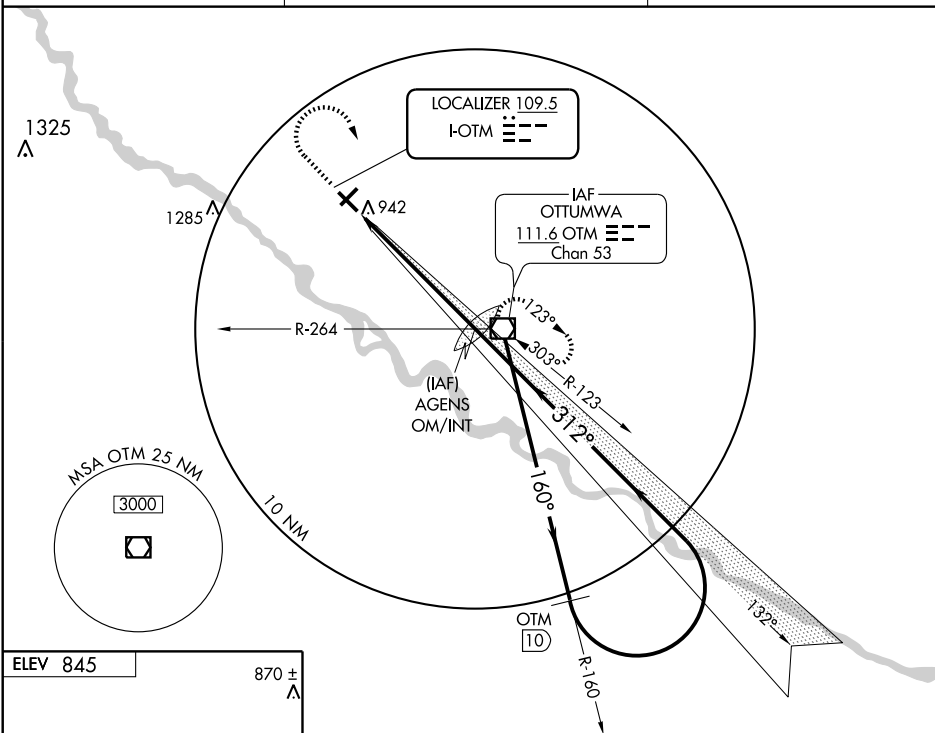 LOCALIZER 109.5
I-OTM
1325
1285
942
IAF
OTTUMWA
111.6 OTM
Chan 53
R-264
123°
303°
R-123
(IAF)
AGENS
OM/INT
312°
MSA OTM 25 NM
3000
160°
10 NM
132°
OTM
10
R-160
ELEV 845
870 ±